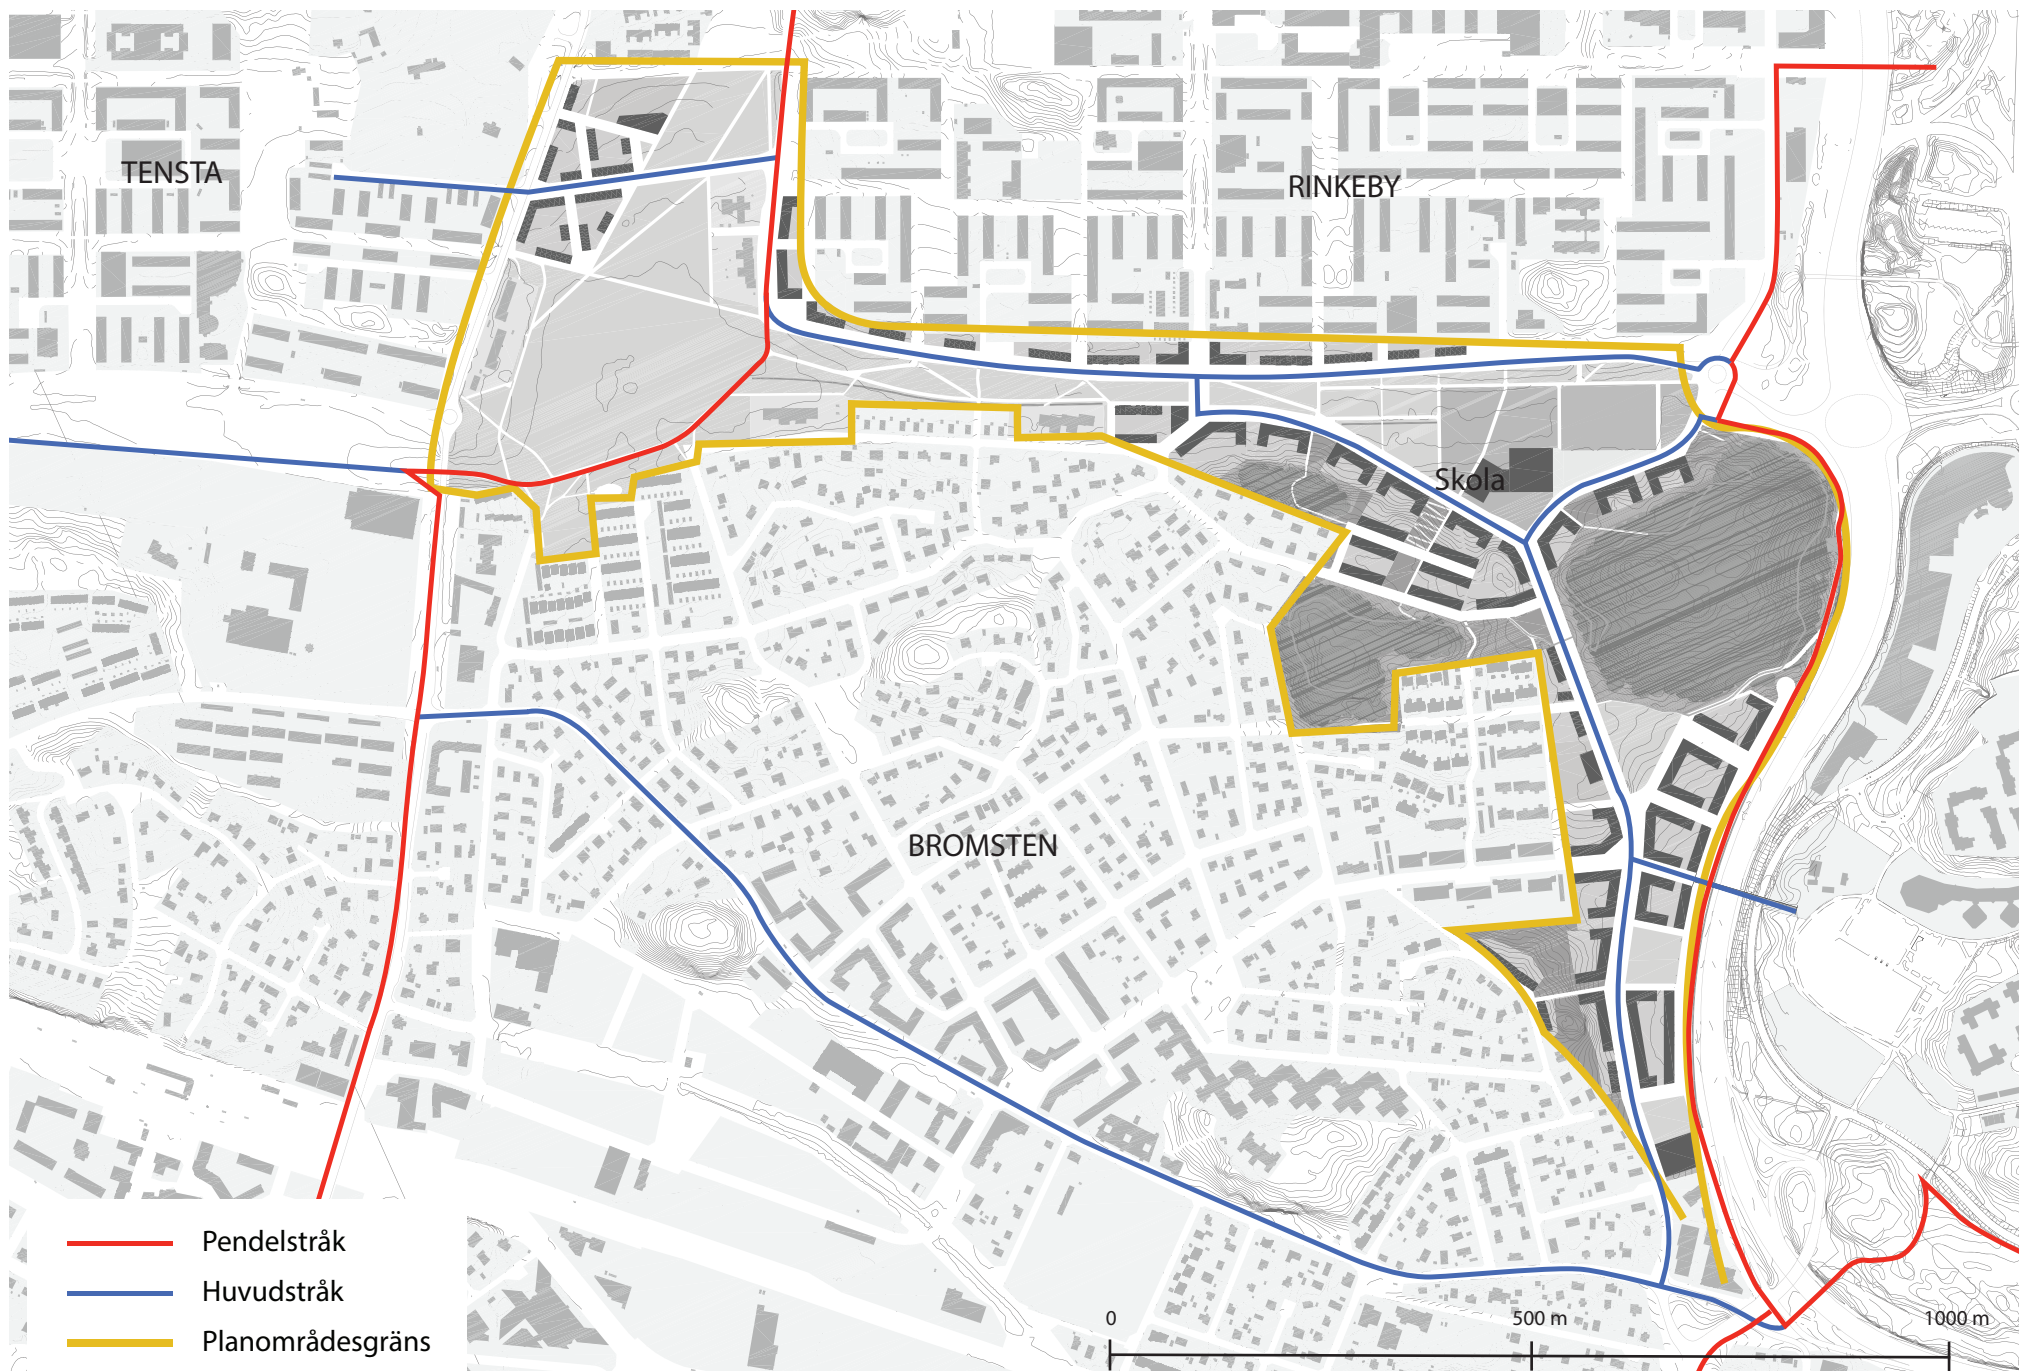 TENSTA
RINKEBY
Skola
BROMSTEN
Pendelstråk
Huvudstråk
Planområdesgräns
0
500 m
1000 m